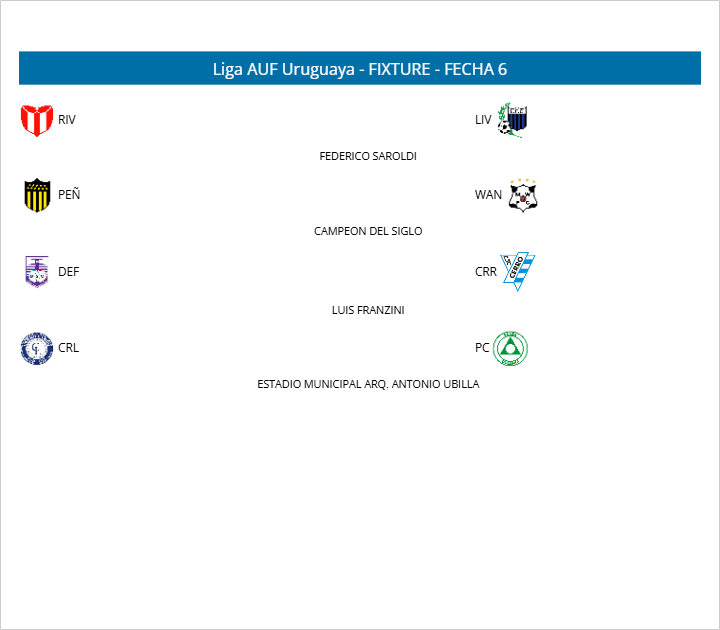 Liga AUF Uruguaya - FIXTURE - FECHA 6
RIV LIV
FEDERICO SAROLDI
PEÑ WAN
CAMPEON DEL SIGLO
DEF CRR
CERRO
LUIS FRANZINI
CRL PC
ESTADIO MUNICIPAL ARQ. ANTONIO UBILLA